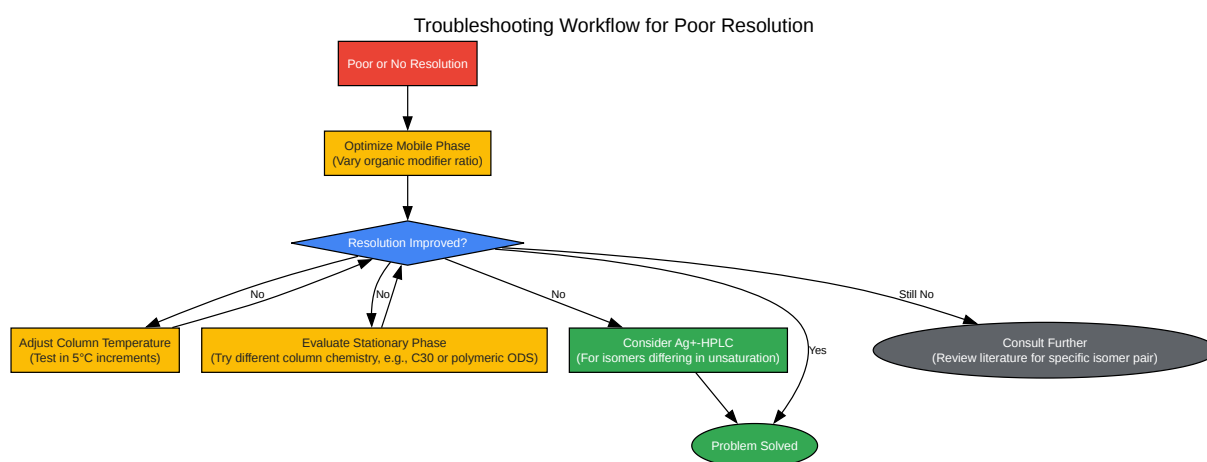 Troubleshooting Workflow for Poor Resolution
Poor or No Resolution
Optimize Mobile Phase
(Vary organic modifier ratio)
Resolution Improved?
No
No
No
Still No
Adjust Column Temperature
(Test in 5°C increments)
Evaluate Stationary Phase
(Try different column chemistry, e.g., C30 or polymeric ODS)
Consider Ag+-HPLC
(For isomers differing in unsaturation)
Yes
Consult Further
(Review literature for specific isomer pair)
Problem Solved